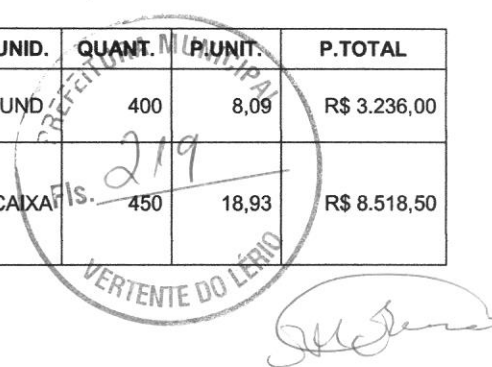 UNID. QUANT. P.UNIT. P.TOTAL
UND 400 8,09 R$ 3.236,00
CAIXA 450 18,93 R$ 8.518,50
PREFEITURA MUNICIPAL
Fls. 219
VERTENTE DO LÉRIO